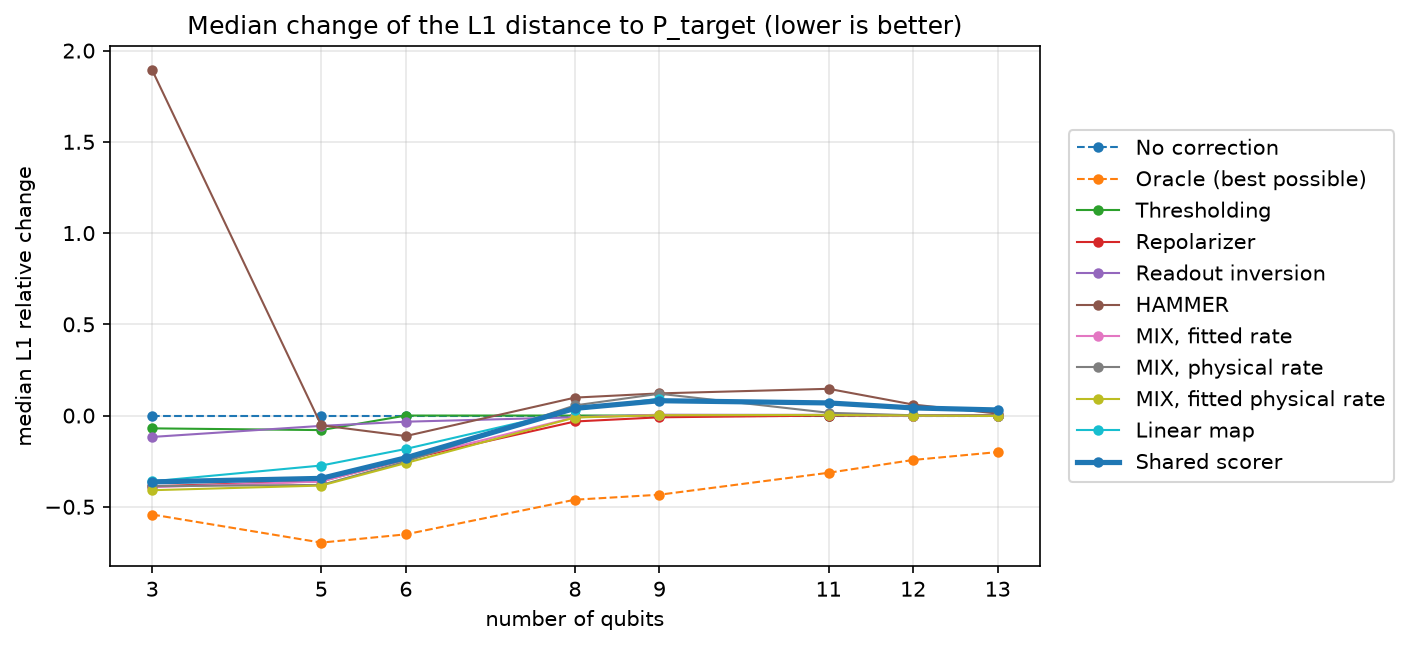 Median change of the L1 distance to P_target (lower is better)
median L1 relative change
2.0
1.5
1.0
0.5
0.0
−0.5
3 5 6 8 9 11 12 13
number of qubits
No correction
Oracle (best possible)
Thresholding
Repolarizer
Readout inversion
HAMMER
MIX, fitted rate
MIX, physical rate
MIX, fitted physical rate
Linear map
Shared scorer